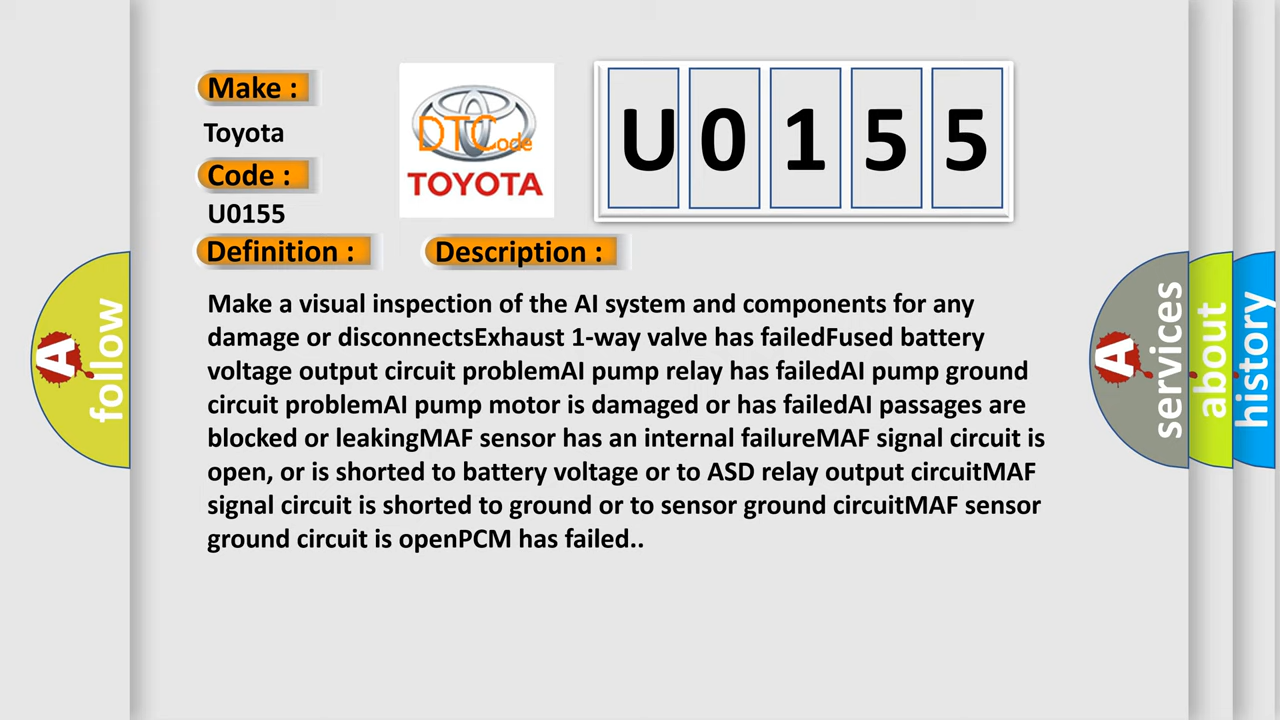 Make :
Toyota
Code :
U0155
DTCode
TOYOTA
U0155
Definition :
Description :
Make a visual inspection of the AI system and components for any
damage or disconnectsExhaust 1-way valve has failedFused battery
voltage output circuit problemAI pump relay has failedAI pump ground
circuit problemAI pump motor is damaged or has failedAI passages are
blocked or leakingMAF sensor has an internal failureMAF signal circuit is
open, or is shorted to battery voltage or to ASD relay output circuitMAF
signal circuit is shorted to ground or to sensor ground circuitMAF sensor
ground circuit is openPCM has failed..
A
follow
A
services
about
history